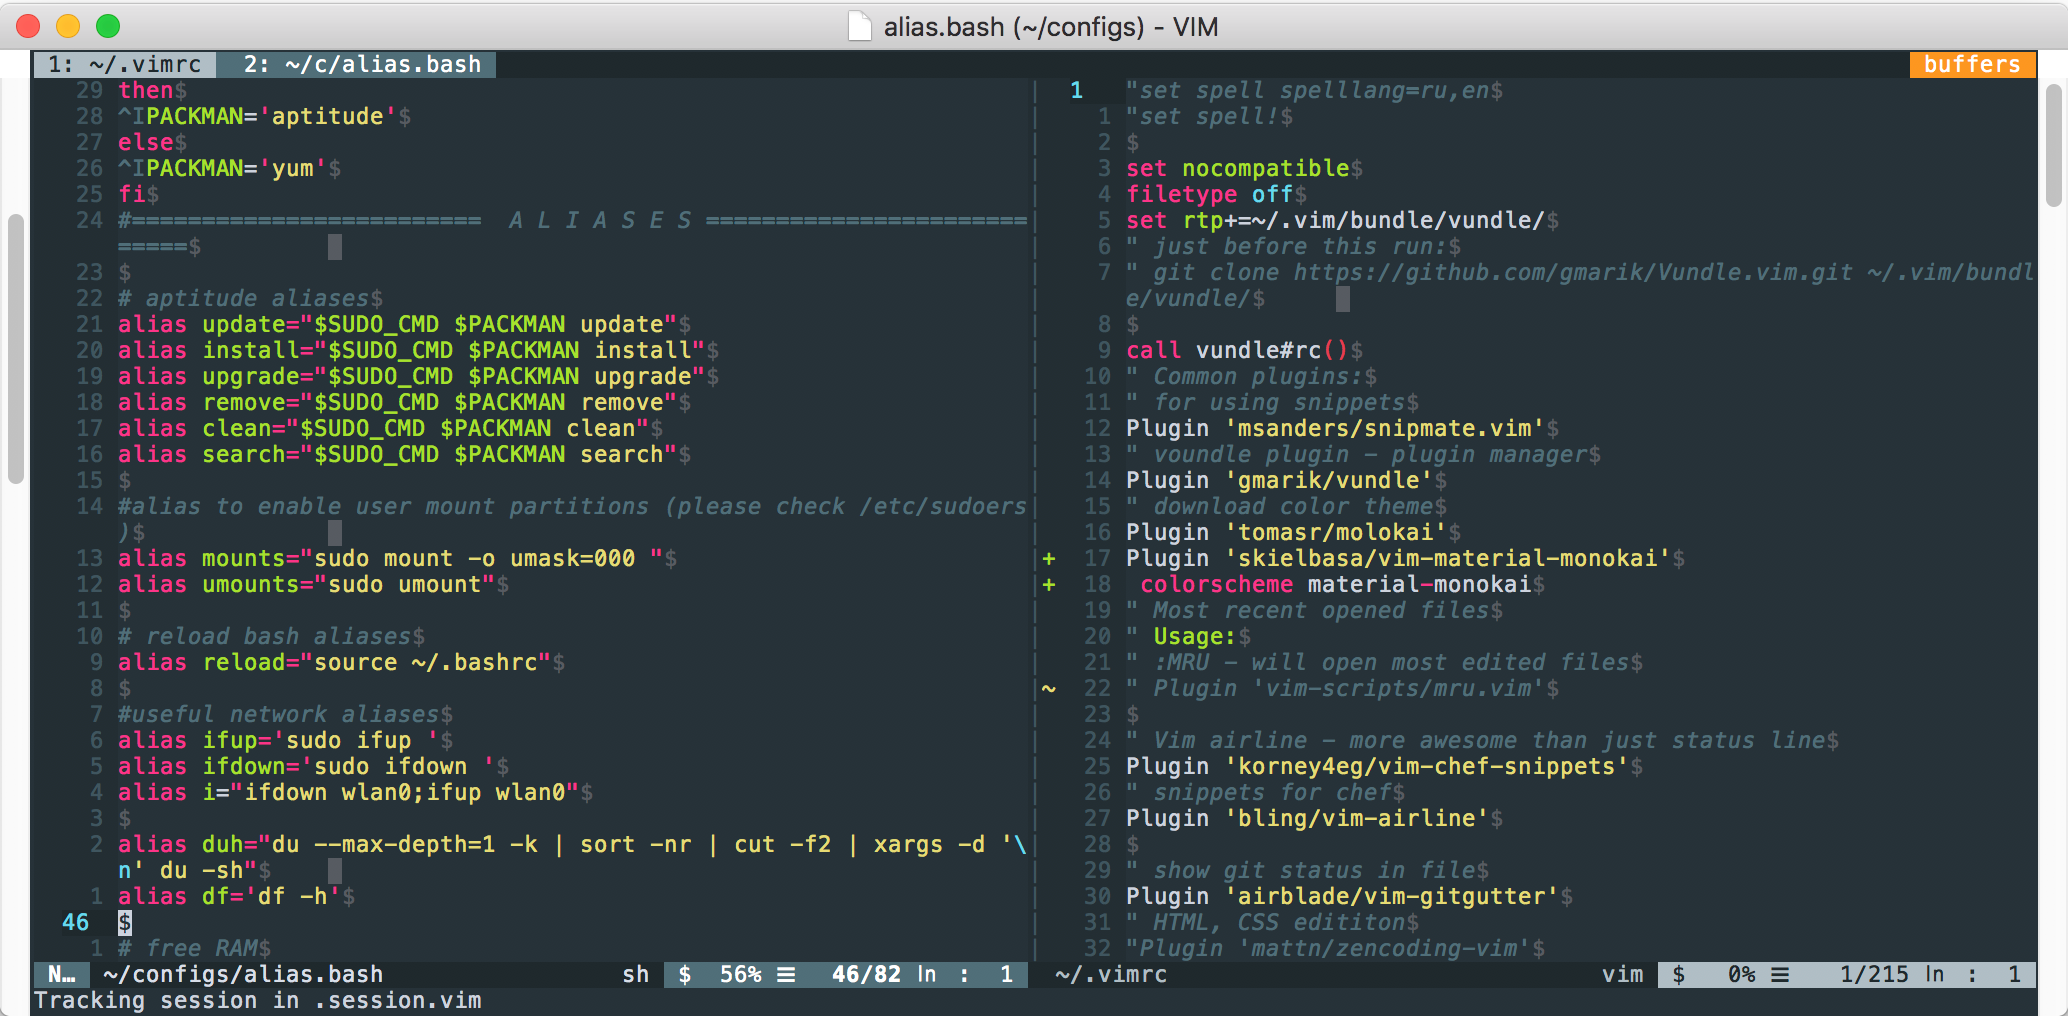 alias.bash (~/configs) - VIM
1: ~/.vimrc 2: ~/c/alias.bash buffers
29 then$
28 ^IPACKMAN='aptitude'$
27 else$
26 ^IPACKMAN='yum'$
25 fi$
24 #========================= A L I A S E S =======================
=====$
23 $
22 # aptitude aliases$
21 alias update="$SUDO_CMD $PACKMAN update"$
20 alias install="$SUDO_CMD $PACKMAN install"$
19 alias upgrade="$SUDO_CMD $PACKMAN upgrade"$
18 alias remove="$SUDO_CMD $PACKMAN remove"$
17 alias clean="$SUDO_CMD $PACKMAN clean"$
16 alias search="$SUDO_CMD $PACKMAN search"$
15 $
14 #alias to enable user mount partitions (please check /etc/sudoers
)$
13 alias mounts="sudo mount -o umask=000 "$
12 alias umounts="sudo umount"$
11 $
10 # reload bash aliases$
9 alias reload="source ~/.bashrc"$
8 $
7 #useful network aliases$
6 alias ifup='sudo ifup '$
5 alias ifdown='sudo ifdown '$
4 alias i="ifdown wlan0;ifup wlan0"$
3 $
2 alias duh="du --max-depth=1 -k | sort -nr | cut -f2 | xargs -d '\
n' du -sh"$
1 alias df='df -h'$
46 $
1 # free RAM$
N… ~/configs/alias.bash sh $ 56% ☰ 46/82 ln : 1
1 "set spell spelllang=ru,en$
1 "set spell!$
2 $
3 set nocompatible$
4 filetype off$
5 set rtp+=~/.vim/bundle/vundle/$
6 " just before this run:$
7 " git clone https://github.com/gmarik/Vundle.vim.git ~/.vim/bundl
e/vundle/$
8 $
9 call vundle#rc()$
10 " Common plugins:$
11 " for using snippets$
12 Plugin 'msanders/snipmate.vim'$
13 " voundle plugin - plugin manager$
14 Plugin 'gmarik/vundle'$
15 " download color theme$
16 Plugin 'tomasr/molokai'$
+ 17 Plugin 'skielbasa/vim-material-monokai'$
+ 18 colorscheme material-monokai$
19 " Most recent opened files$
20 " Usage:$
21 " :MRU - will open most edited files$
~ 22 " Plugin 'vim-scripts/mru.vim'$
23 $
24 " Vim airline - more awesome than just status line$
25 Plugin 'korney4eg/vim-chef-snippets'$
26 " snippets for chef$
27 Plugin 'bling/vim-airline'$
28 $
29 " show git status in file$
30 Plugin 'airblade/vim-gitgutter'$
31 " HTML, CSS edititon$
32 "Plugin 'mattn/zencoding-vim'$
~/.vimrc vim $ 0% ☰ 1/215 ln : 1
Tracking session in .session.vim